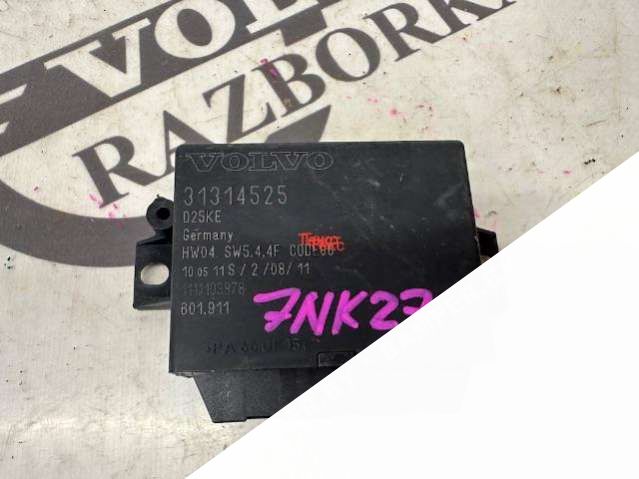 VOLVO
RAZBORKA
VOLVO
31314525
D25KE
Germany
HW04 SW5.4.4F CODE66
10 05 11 S / 2 / 08 / 11
601.911
7NK27